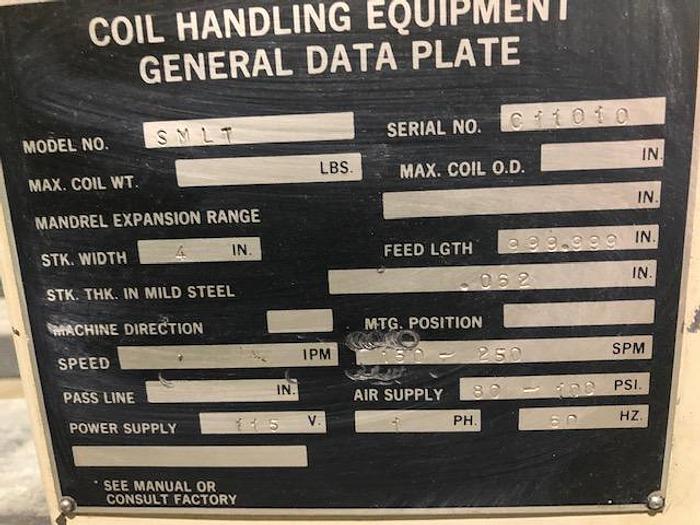 COIL HANDLING EQUIPMENT
GENERAL DATA PLATE
MODEL NO. SMLT SERIAL NO. C11010
MAX. COIL WT. LBS. MAX. COIL O.D. IN.
MANDREL EXPANSION RANGE IN.
STK. WIDTH 4 IN. FEED LGTH 999.999 IN.
STK. THK. IN MILD STEEL .062 IN.
MACHINE DIRECTION MTG. POSITION
SPEED IPM 150 - 250 SPM
PASS LINE IN. AIR SUPPLY 80 - 100 PSI.
POWER SUPPLY 115 V. 1 PH. 60 HZ.
SEE MANUAL OR
CONSULT FACTORY